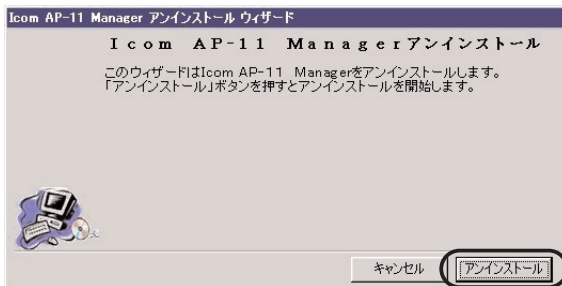 Icom AP-11 Manager アンインストール ウィザード
Ｉｃｏｍ　ＡＰ－１１　Ｍａｎａｇｅｒアンインストール
このウィザードはIcom AP-11　Managerをアンインストールします。
「アンインストール」ボタンを押すとアンインストールを開始します。
キャンセル
アンインストール